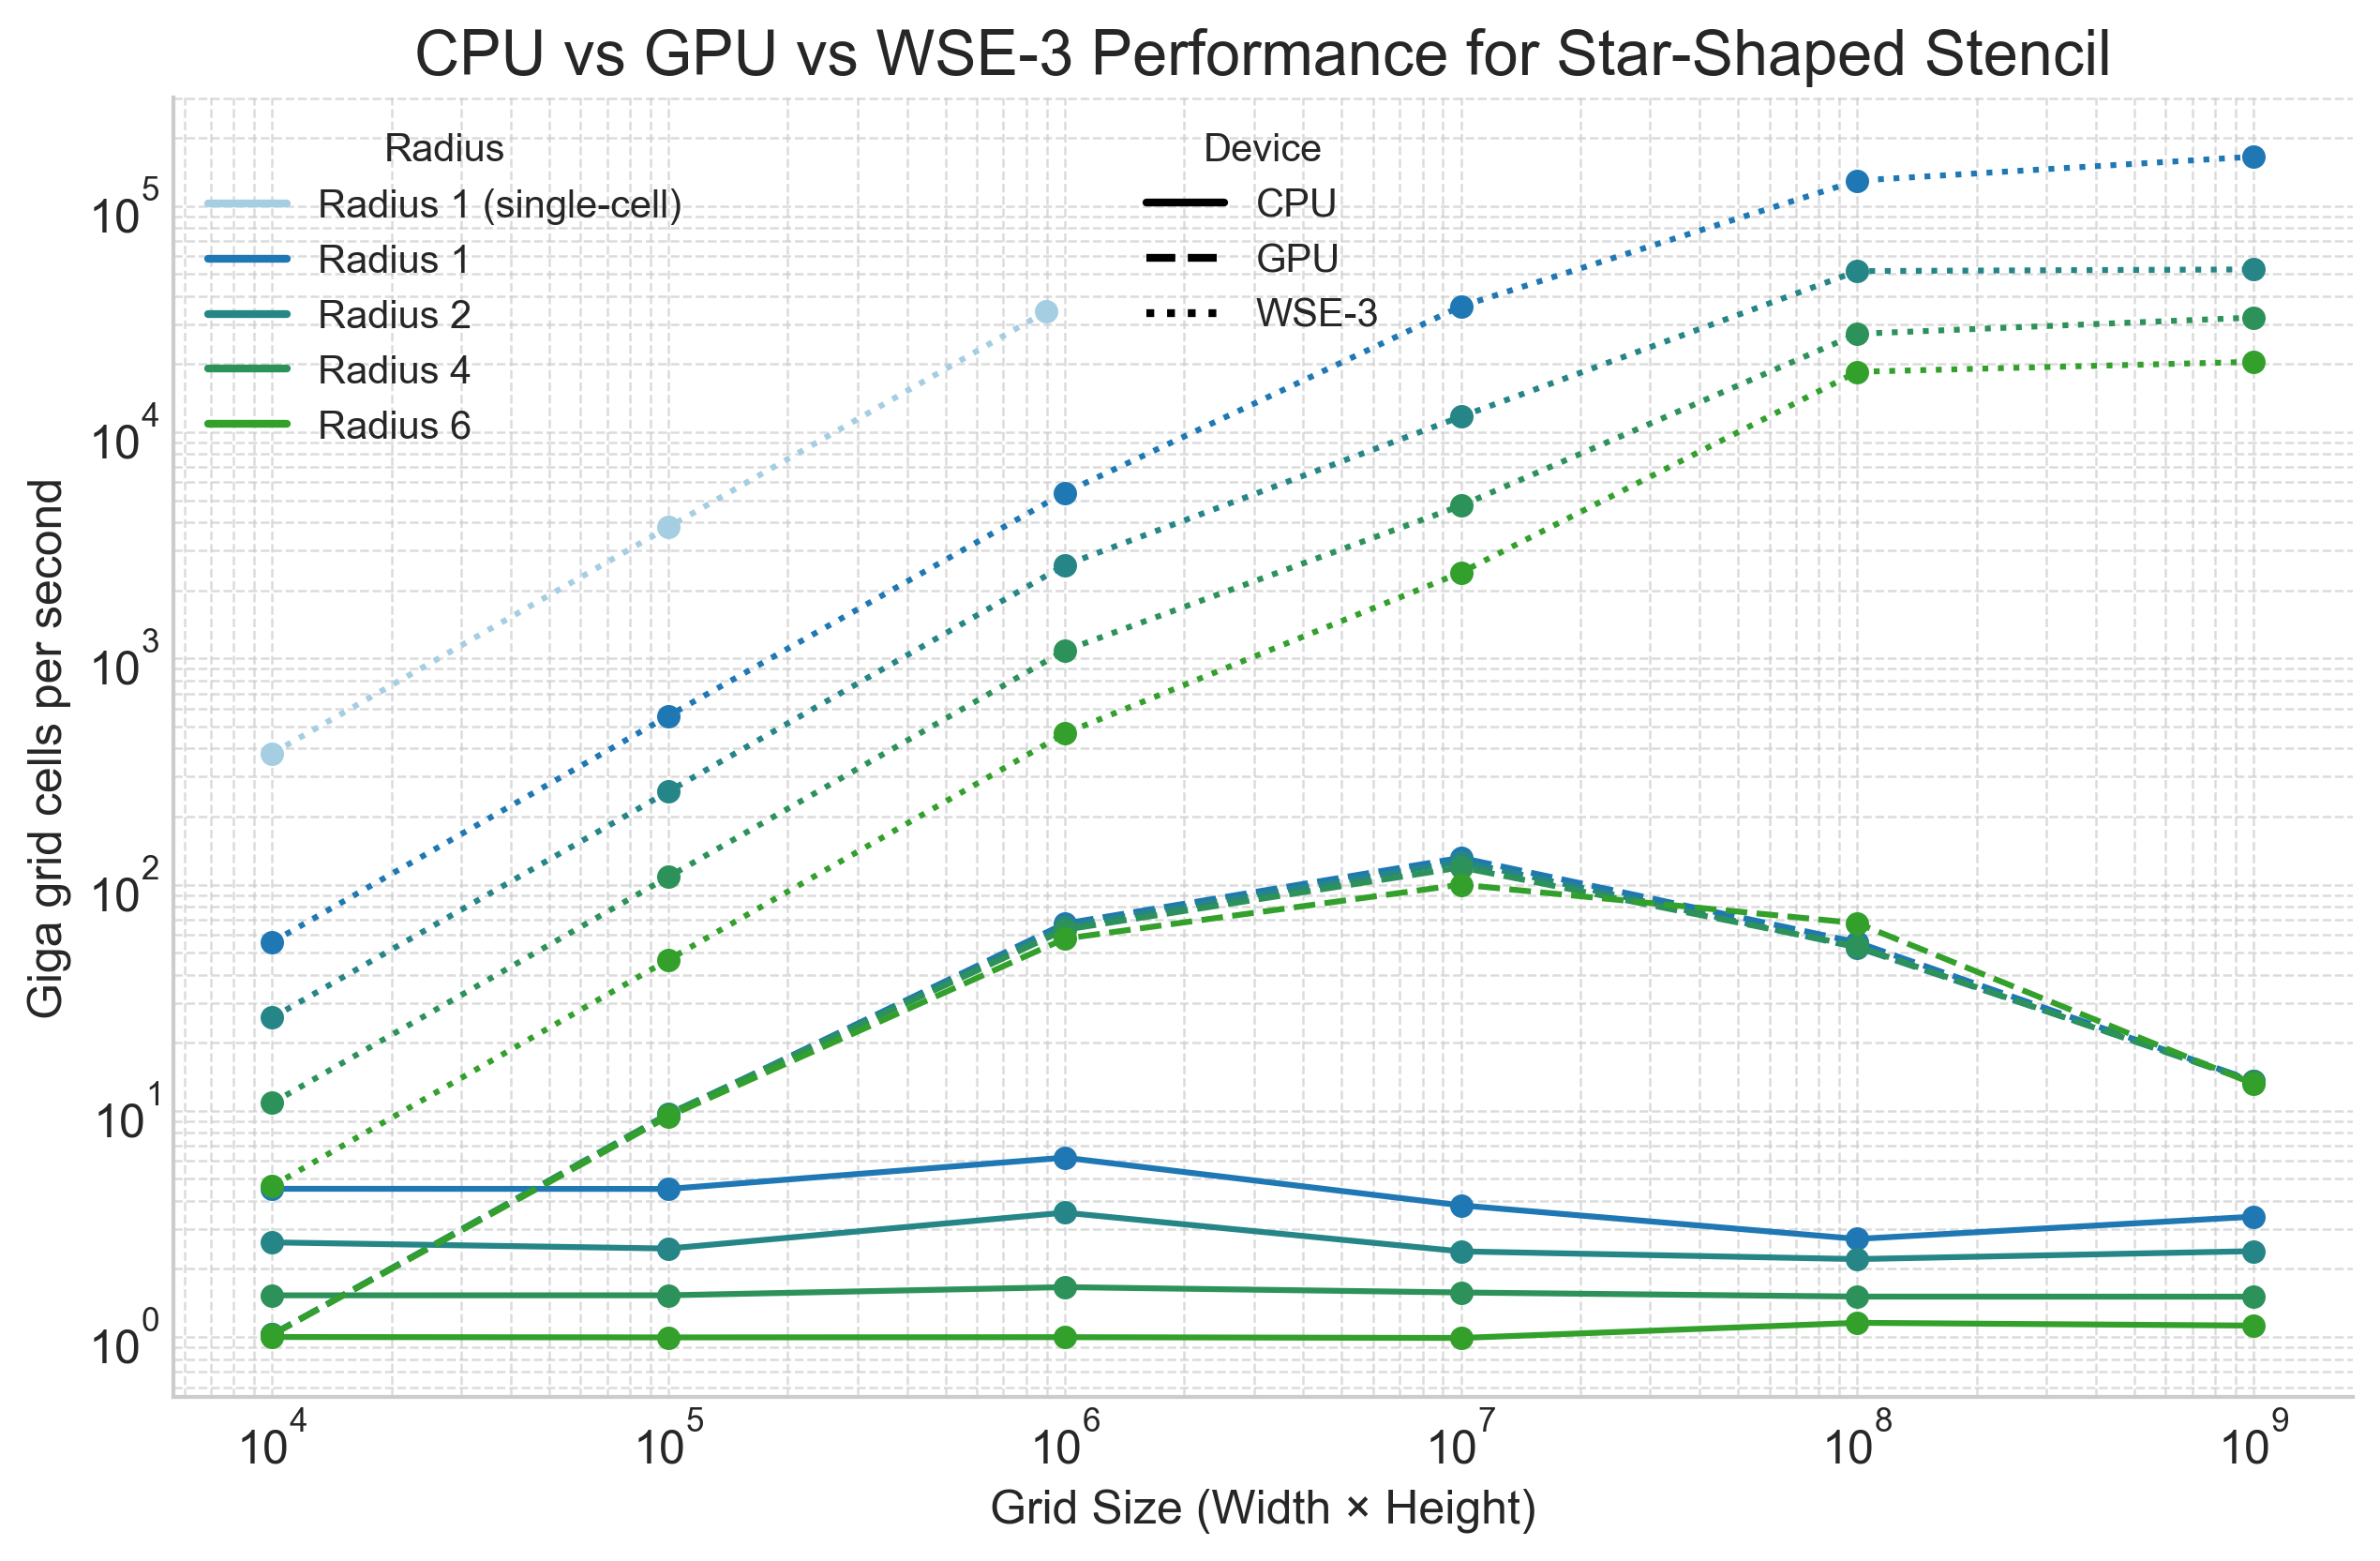 CPU vs GPU vs WSE-3 Performance for Star-Shaped Stencil
Radius
Radius 1 (single-cell)
Radius 1
Radius 2
Radius 4
Radius 6
Device
CPU
GPU
WSE-3
Giga grid cells per second
10^5
10^4
10^3
10^2
10^1
10^0
10^4 10^5 10^6 10^7 10^8 10^9
Grid Size (Width × Height)